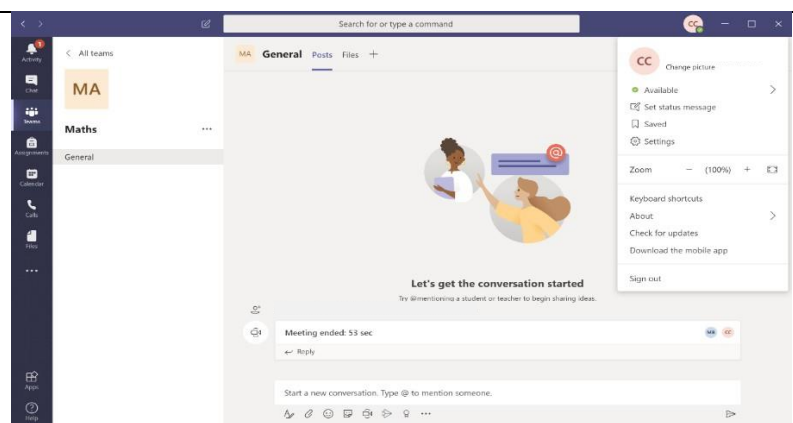 Search for or type a command
CC
1
Activity
Chat
Teams
Assignments
Calendar
Calls
Files
Apps
Help
All teams
MA
Maths
General
MA General Posts Files
CC
Change picture
Available
Set status message
Saved
Settings
Zoom (100%)
Keyboard shortcuts
About
Check for updates
Download the mobile app
Sign out
@
Let's get the conversation started
Try @mentioning a student or teacher to begin sharing ideas.
Meeting ended: 53 sec
MA CC
Reply
Start a new conversation. Type @ to mention someone.